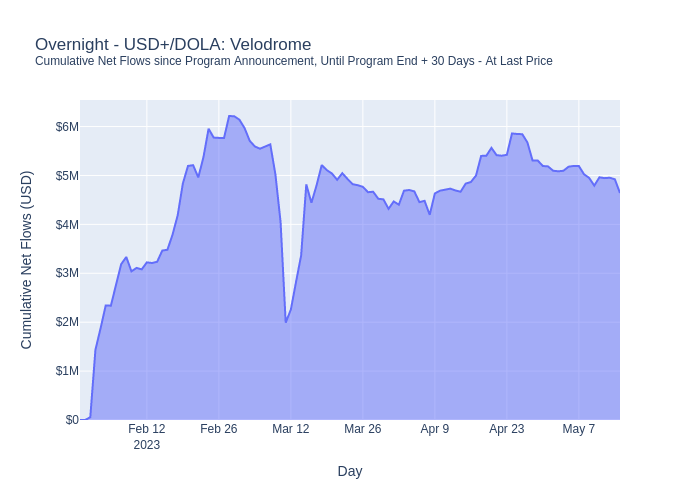 Overnight - USD+/DOLA: Velodrome
Cumulative Net Flows since Program Announcement, Until Program End + 30 Days - At Last Price
Cumulative Net Flows (USD)
$6M
$5M
$4M
$3M
$2M
$1M
$0
Feb 12
2023
Feb 26
Mar 12
Mar 26
Apr 9
Apr 23
May 7
Day